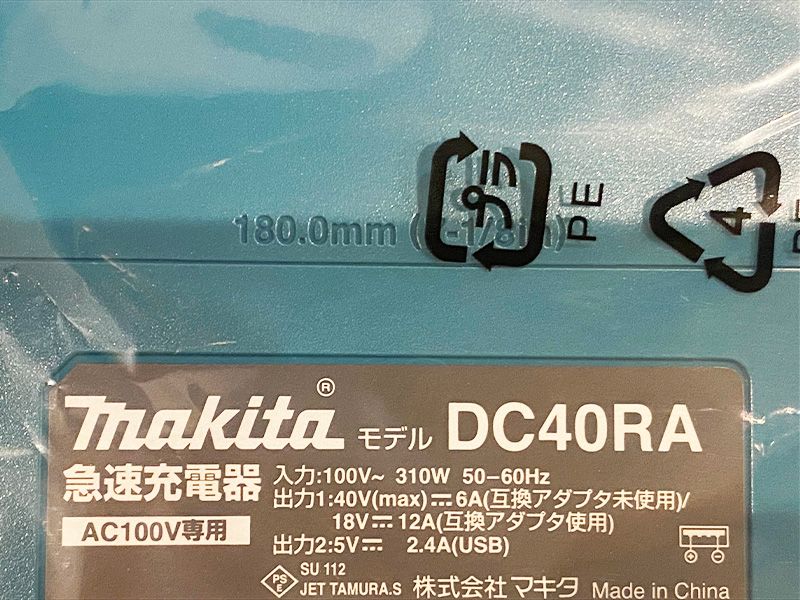 プラ
PE
4
180.0mm (
-1/8in)
makita® モデル DC40RA
急速充電器
AC100V専用
入力:100V~ 310W 50-60Hz
出力1:40V(max)⎓6A(互換アダプタ未使用)/
18V⎓12A(互換アダプタ使用)
出力2:5V⎓ 2.4A(USB)
PSE
SU 112
JET TAMURA.S
株式会社マキタ Made in China